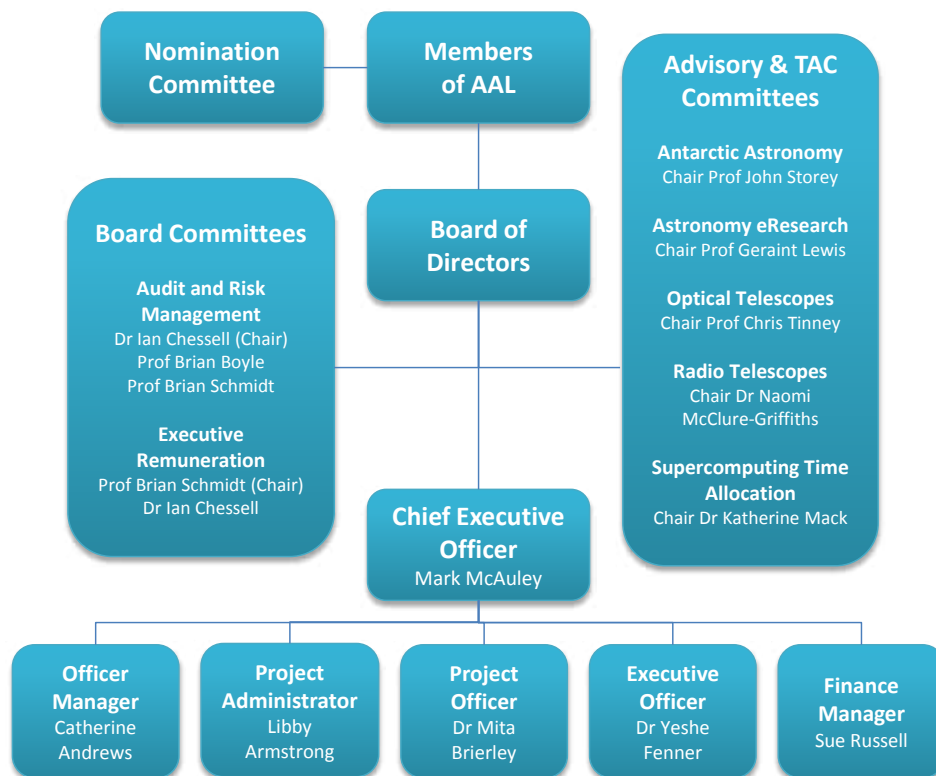 Nomination
Committee
Members
of AAL
Advisory & TAC
Committees
Antarctic Astronomy
Chair Prof John Storey
Astronomy eResearch
Chair Prof Geraint Lewis
Optical Telescopes
Chair Prof Chris Tinney
Radio Telescopes
Chair Dr Naomi
McClure-Griffiths
Supercomputing Time
Allocation
Chair Dr Katherine Mack
Board Committees
Audit and Risk
Management
Dr Ian Chessell (Chair)
Prof Brian Boyle
Prof Brian Schmidt
Executive
Remuneration
Prof Brian Schmidt (Chair)
Dr Ian Chessell
Board of
Directors
Chief Executive
Officer
Mark McAuley
Officer
Manager
Catherine
Andrews
Project
Administrator
Libby
Armstrong
Project
Officer
Dr Mita
Brierley
Executive
Officer
Dr Yeshe
Fenner
Finance
Manager
Sue Russell